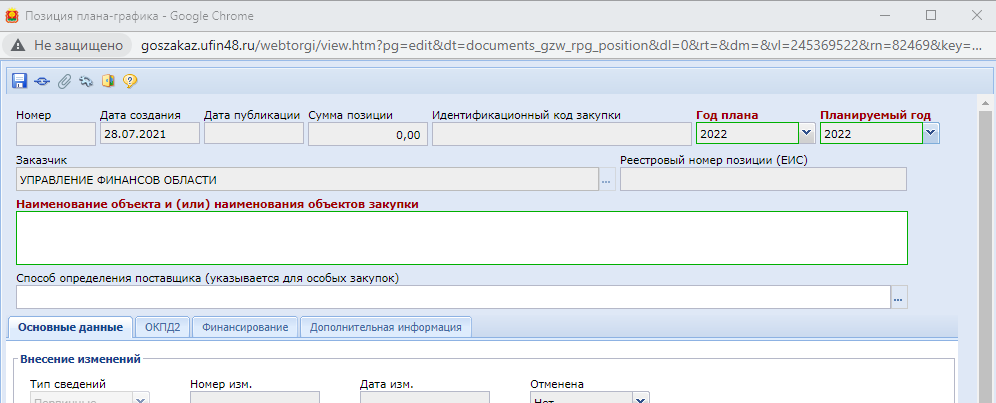 Позиция плана-графика - Google Chrome
Не защищено goszakaz.ufin48.ru/webtorgi/view.htm?pg=edit&dt=documents_gzw_rpg_position&dl=0&rt=&dm=&vl=245369522&rn=82469&key=...
Номер Дата создания Дата публикации Сумма позиции Идентификационный код закупки Год плана Планируемый год
28.07.2021 0,00 2022 2022
Заказчик Реестровый номер позиции (ЕИС)
УПРАВЛЕНИЕ ФИНАНСОВ ОБЛАСТИ ...
Наименование объекта и (или) наименования объектов закупки
Способ определения поставщика (указывается для особых закупок)
...
Основные данные ОКПД2 Финансирование Дополнительная информация
Внесение изменений
Тип сведений Номер изм. Дата изм. Отменена
Первичные Нет